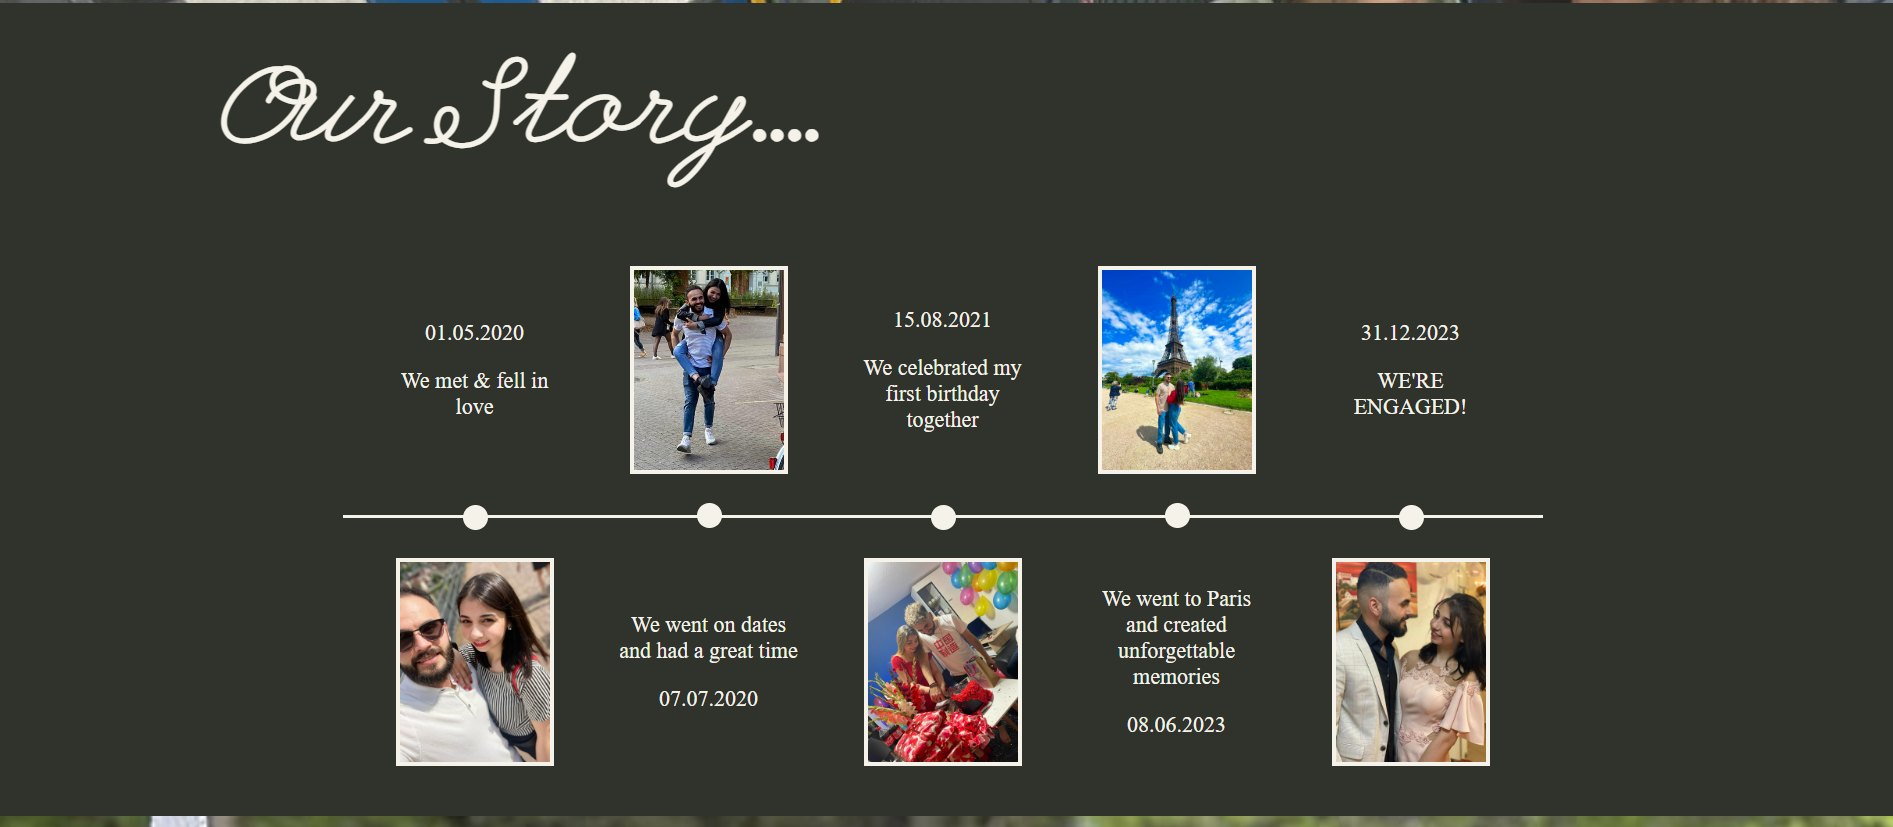 Our Story....
01.05.2020
We met & fell in
love
We went on dates
and had a great time
07.07.2020
15.08.2021
We celebrated my
first birthday
together
We went to Paris
and created
unforgettable
memories
08.06.2023
31.12.2023
WE'RE
ENGAGED!